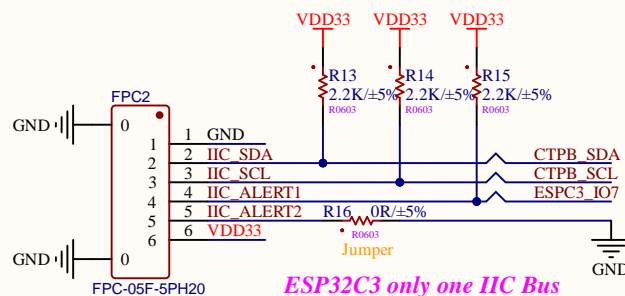 VDD33 VDD33 VDD33
R13 R14 R15
2.2K/±5% 2.2K/±5% 2.2K/±5%
R0603 R0603 R0603
FPC2
GND 0
1 1 GND
2 2 IIC_SDA CTPB_SDA
3 3 IIC_SCL CTPB_SCL
4 4 IIC_ALERT1 ESPC3_IO7
5 5 IIC_ALERT2 R16 0R/±5%
6 6 VDD33 R0603
GND 0 Jumper GND
FPC-05F-5PH20 ESP32C3 only one IIC Bus